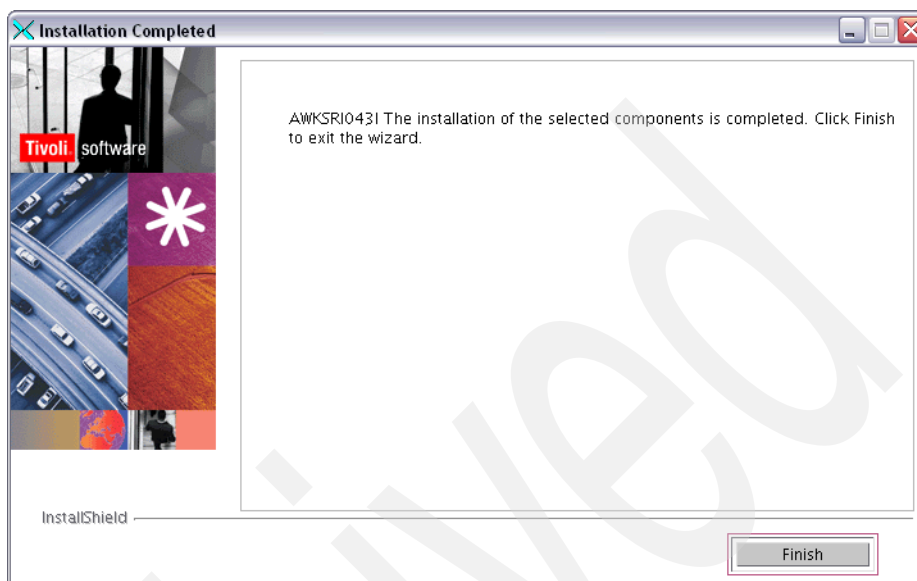 Installation Completed
Tivoli software
AWKSRI043I The installation of the selected components is completed. Click Finish
to exit the wizard.
InstallShield
Finish